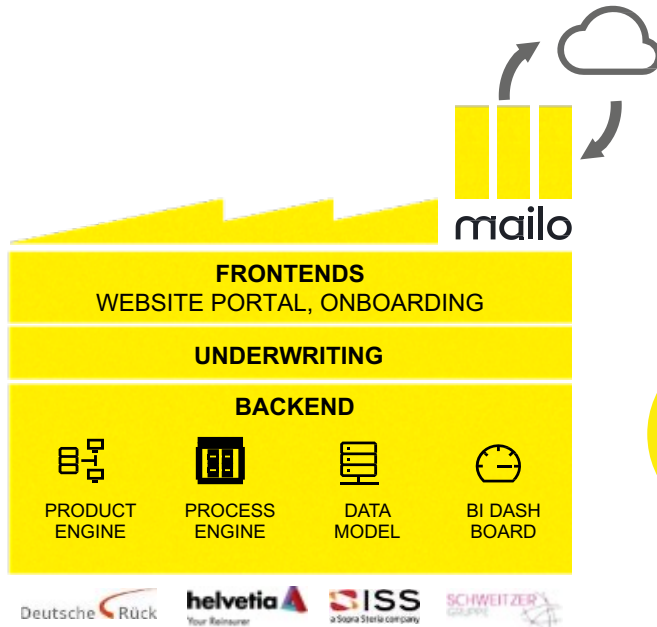 mailo
FRONTENDS
WEBSITE PORTAL, ONBOARDING
UNDERWRITING
BACKEND
PRODUCT
ENGINE
PROCESS
ENGINE
DATA
MODEL
BI DASH
BOARD
Deutsche Rück
helvetia
Your Reinsurer
ISS
a Sopra Steria company
SCHWEITZER
GRUPPE